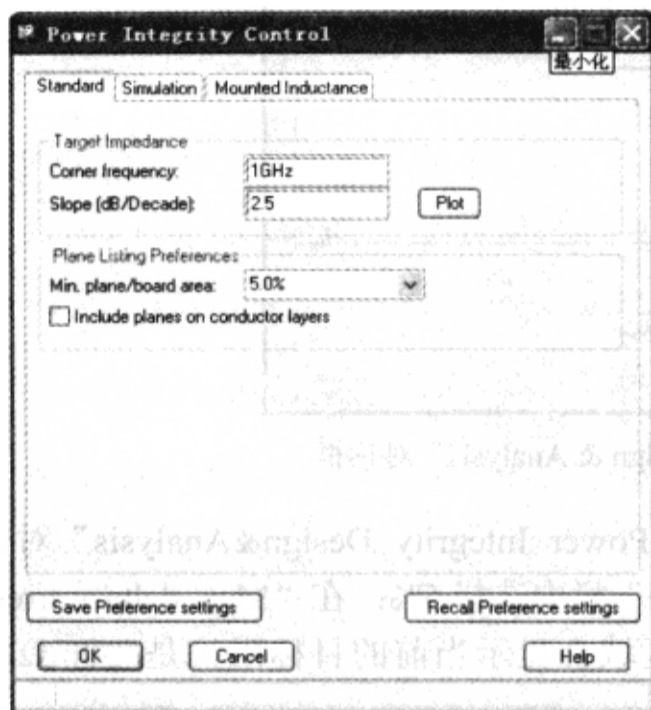 Power Integrity Control
最小化
Standard Simulation Mounted Inductance
Target Impedance
Corner frequency: 1GHz
Slope (dB/Decade): 2.5 Plot
Plane Listing Preferences
Min. plane/board area: 5.0%
Include planes on conductor layers
Save Preference settings Recall Preference settings
OK Cancel Help